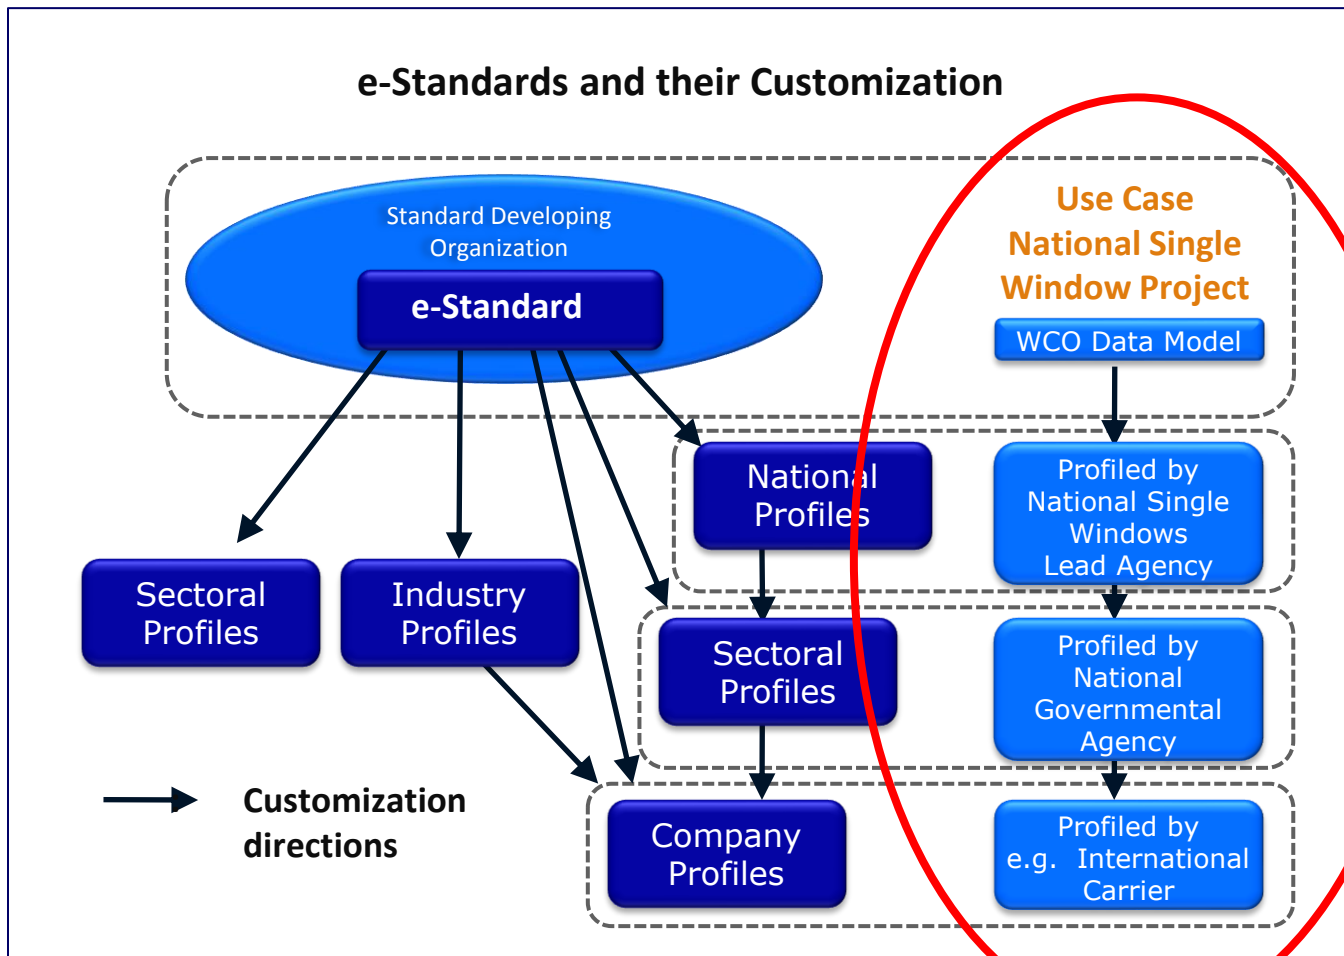 e-Standards and their Customization
Standard Developing
Organization
e-Standard
Use Case
National Single
Window Project
WCO Data Model
National
Profiles
Profiled by
National Single
Windows
Lead Agency
Sectoral
Profiles
Industry
Profiles
Sectoral
Profiles
Profiled by
National
Governmental
Agency
Customization
directions
Company
Profiles
Profiled by
e.g. International
Carrier